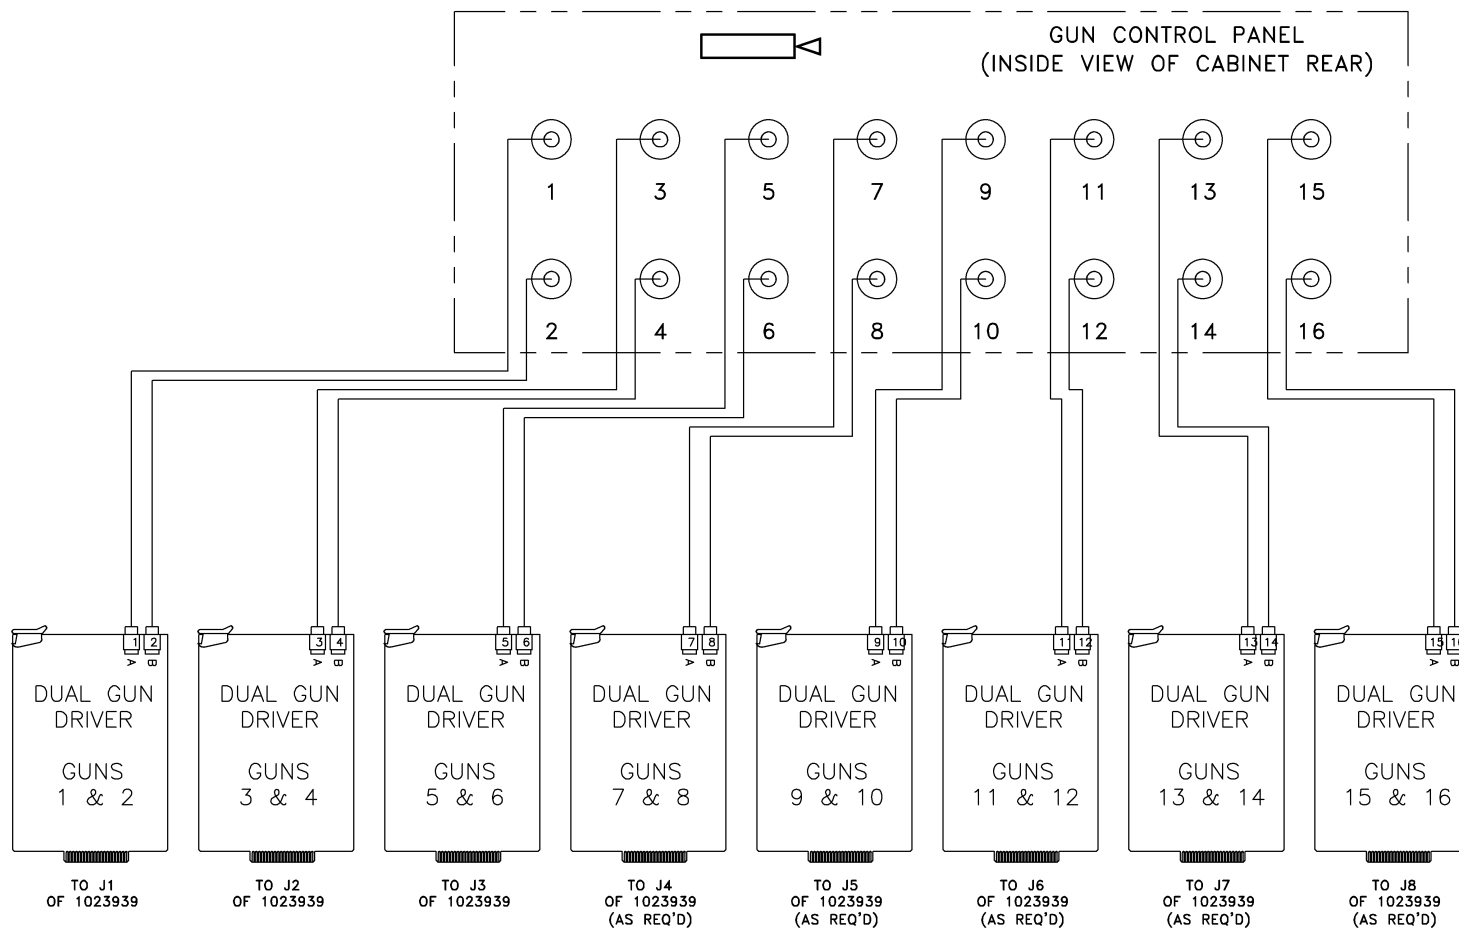 GUN CONTROL PANEL
(INSIDE VIEW OF CABINET REAR)
1 3 5 7 9 11 13 15
2 4 6 8 10 12 14 16
1 2 3 4 5 6 7 8 9 10 11 12 13 14 15
A B A B A B A B A B A B A B A B
DUAL GUN DUAL GUN DUAL GUN DUAL GUN DUAL GUN DUAL GUN DUAL GUN DUAL GUN
DRIVER DRIVER DRIVER DRIVER DRIVER DRIVER DRIVER DRIVER
GUNS GUNS GUNS GUNS GUNS GUNS GUNS GUNS
1 & 2 3 & 4 5 & 6 7 & 8 9 & 10 11 & 12 13 & 14 15 & 16
TO J1 TO J2 TO J3 TO J4 TO J5 TO J6 TO J7 TO J8
OF 1023939 OF 1023939 OF 1023939 OF 1023939 OF 1023939 OF 1023939 OF 1023939 OF 1023939
(AS REQ'D) (AS REQ'D) (AS REQ'D) (AS REQ'D) (AS REQ'D)